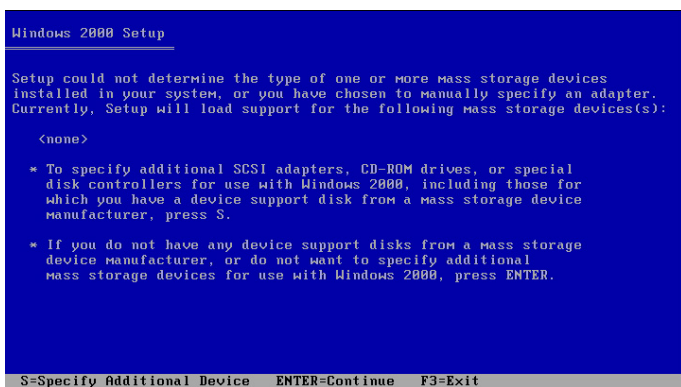 Windows 2000 Setup
Setup could not determine the type of one or more mass storage devices
installed in your system, or you have chosen to manually specify an adapter.
Currently, Setup will load support for the following mass storage devices(s):
<none>
* To specify additional SCSI adapters, CD-ROM drives, or special
disk controllers for use with Windows 2000, including those for
which you have a device support disk from a mass storage device
manufacturer, press S.
* If you do not have any device support disks from a mass storage
device manufacturer, or do not want to specify additional
mass storage devices for use with Windows 2000, press ENTER.
S=Specify Additional Device ENTER=Continue F3=Exit